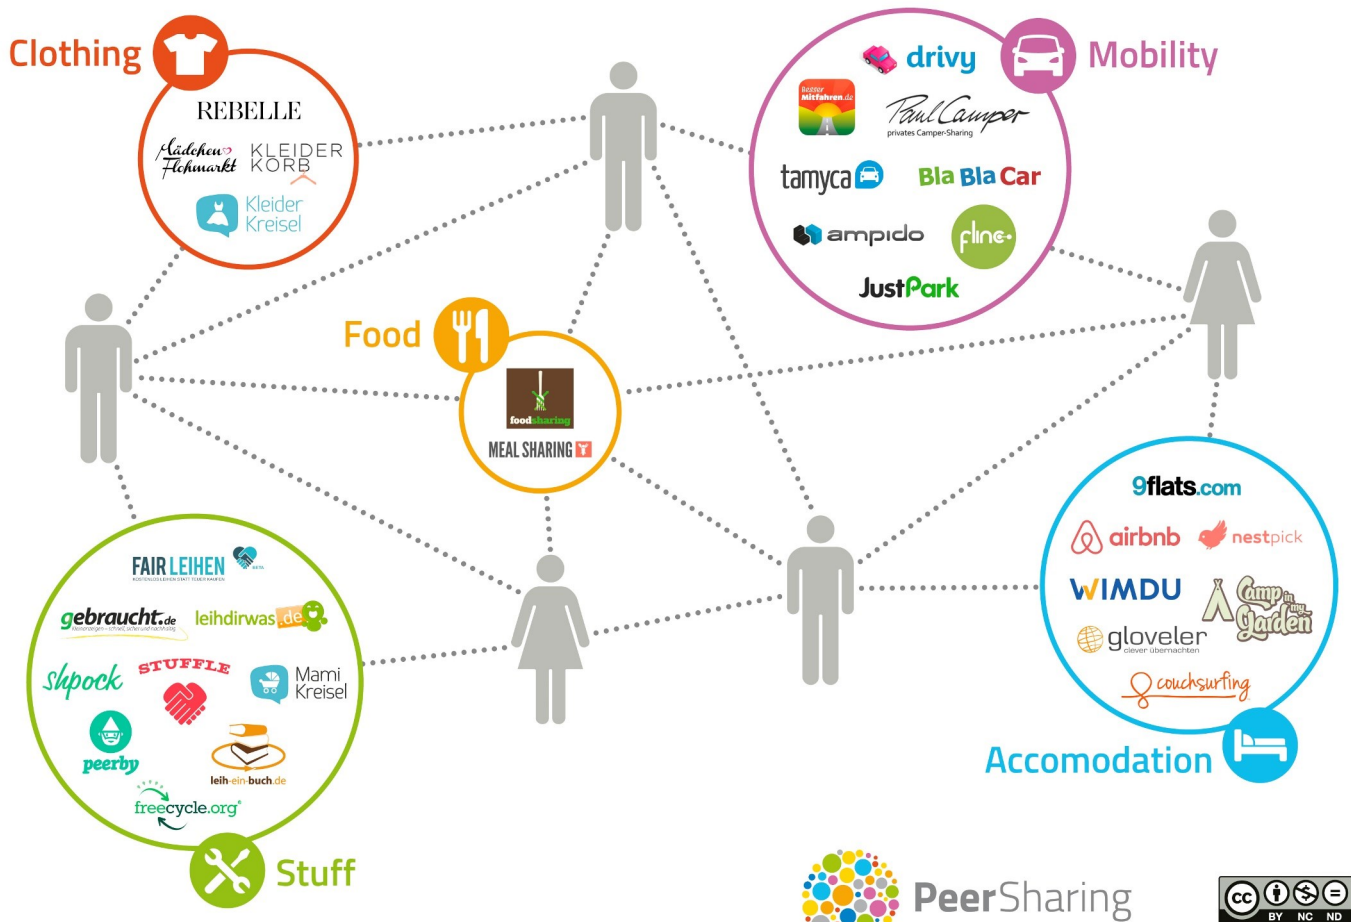 Clothing
REBELLE
Mädchen
Flohmarkt
KLEIDER
KORB
Kleider
Kreisel
Mobility
drivy
Besser
Mitfahren.de
Paul Camper
privates Camper-Sharing
tamyca
Bla Bla Car
ampido
flinc
JustPark
Food
foodsharing
MEAL SHARING
9flats.com
airbnb
nestpick
WIMDU
Camp in
my
Garden
gloveler
clever übernachten
couchsurfing
Accomodation
FAIR LEIHEN
BETA
gebraucht.de
leihdirwas.de
shpock
STUFFLE
Mami
Kreisel
peerby
leih-ein-buch.de
freecycle.org
Stuff
PeerSharing
cc
BY NC ND